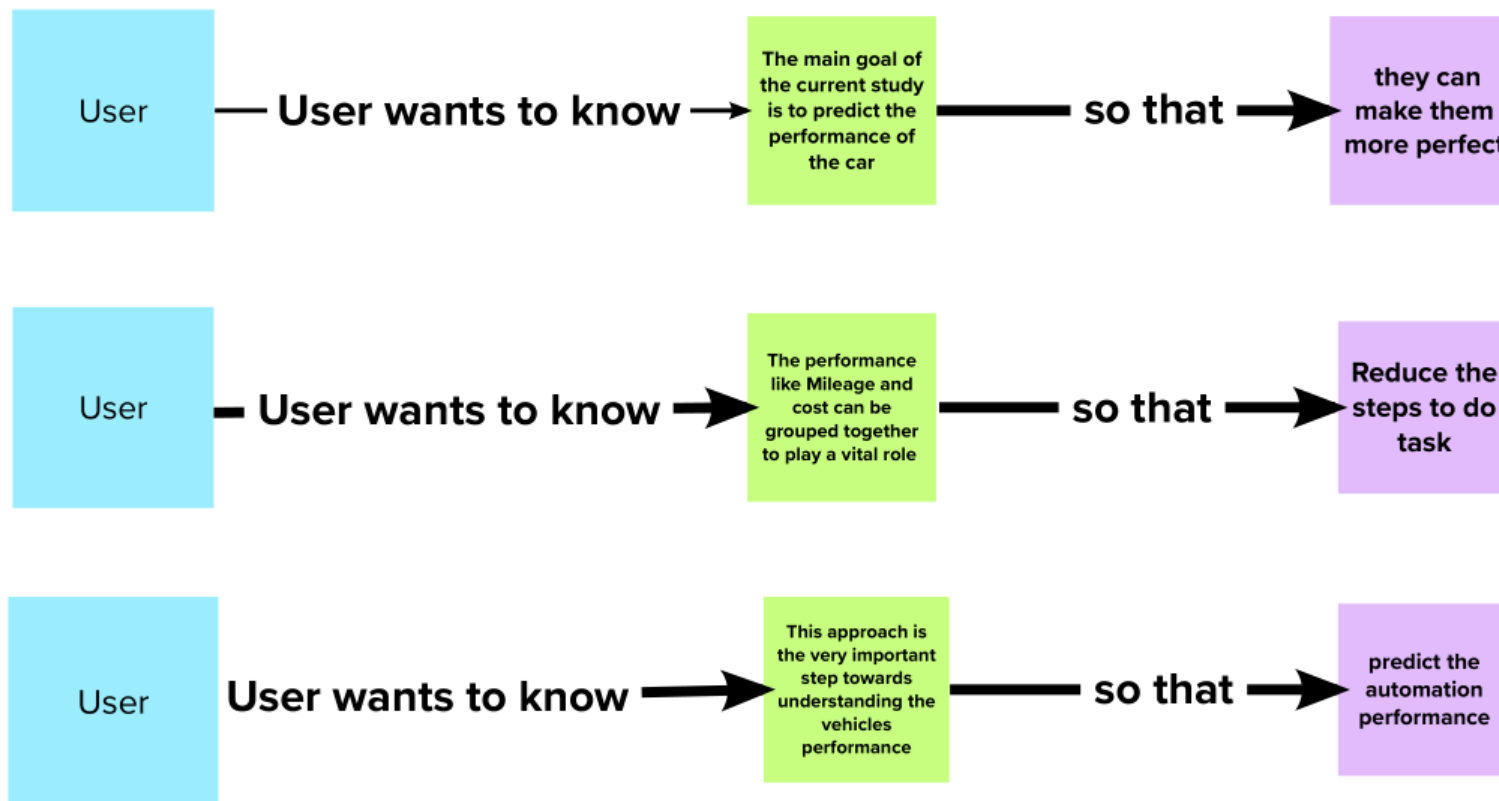 User
User wants to know
The main goal of
the current study
is to predict the
performance of
the car
so that
they can
make them
more perfect
User
User wants to know
The performance
like Mileage and
cost can be
grouped together
to play a vital role
so that
Reduce the
steps to do
task
User
User wants to know
This approach is
the very important
step towards
understanding the
vehicles
performance
so that
predict the
automation
performance